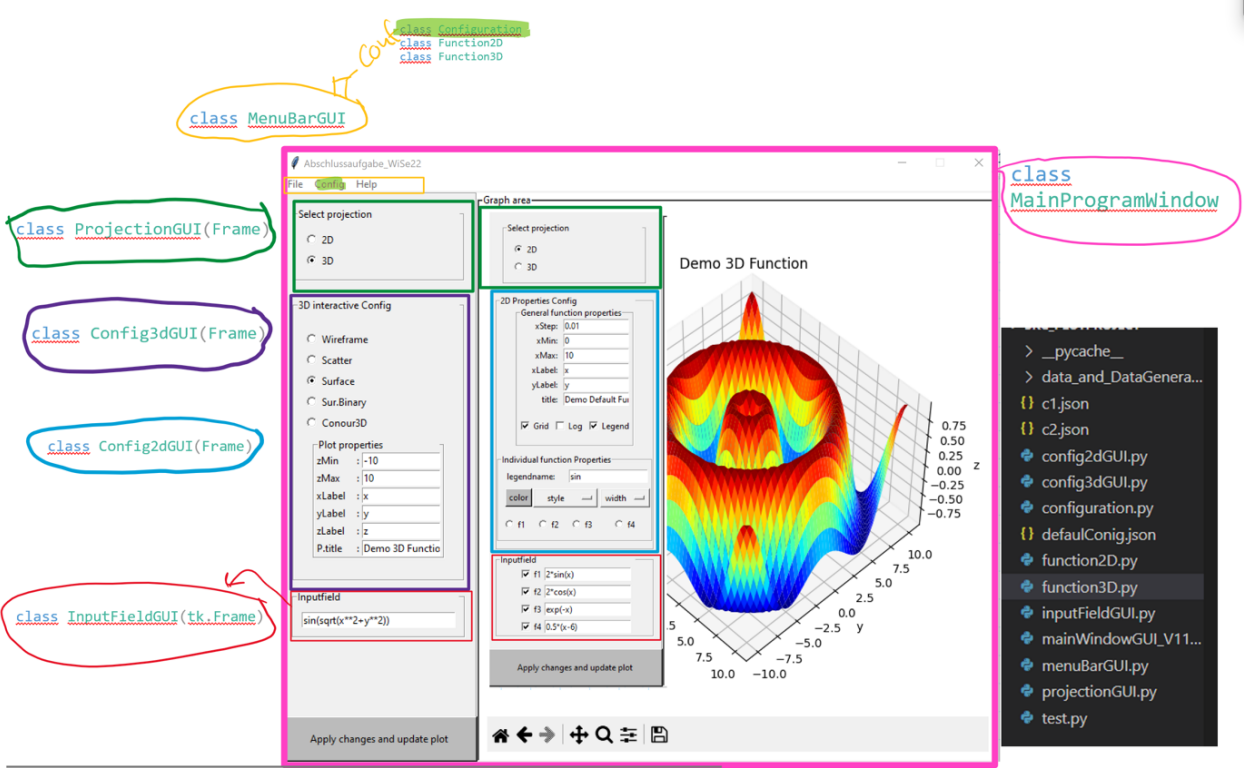 class Configuration
class Function2D
class Function3D
Conf
class MenuBarGUI
Abschlussaufgabe_WiSe22
File Config Help
class
MainProgramWindow
class ProjectionGUI(Frame)
class Config3dGUI(Frame)
class Config2dGUI(Frame)
class InputFieldGUI(tk.Frame)
Select projection
2D
3D
3D interactive Config
Wireframe
Scatter
Surface
Sur.Binary
Conour3D
Plot properties
zMin : -10
zMax : 10
xLabel : x
yLabel : y
zLabel : z
P.title : Demo 3D Functio
Inputfield
sin(sqrt(x**2+y**2))
Apply changes and update plot
Graph area
Select projection
2D
3D
2D Properties Config
General function properties
xStep: 0.01
xMin: 0
xMax: 10
xLabel: x
yLabel: y
title: Demo Default Fui
Grid Log Legend
Individual function Properties
legendname: sin
color style width
f1 f2 f3 f4
Inputfield
f1 2*sin(x)
f2 2*cos(x)
f3 exp(-x)
f4 0.5*(x-6)
Apply changes and update plot
Demo 3D Function
0.75
0.50
0.25
0.00
−0.25
−0.50
−0.75
z
10.0
7.5
5.0
2.5
0.0
−2.5
−5.0
−7.5
−10.0
y
.5
5.0
7.5
10.0
__pycache__
data_and_DataGenera...
c1.json
c2.json
config2dGUI.py
config3dGUI.py
configuration.py
defaulConig.json
function2D.py
function3D.py
inputFieldGUI.py
mainWindowGUI_V11...
menuBarGUI.py
projectionGUI.py
test.py